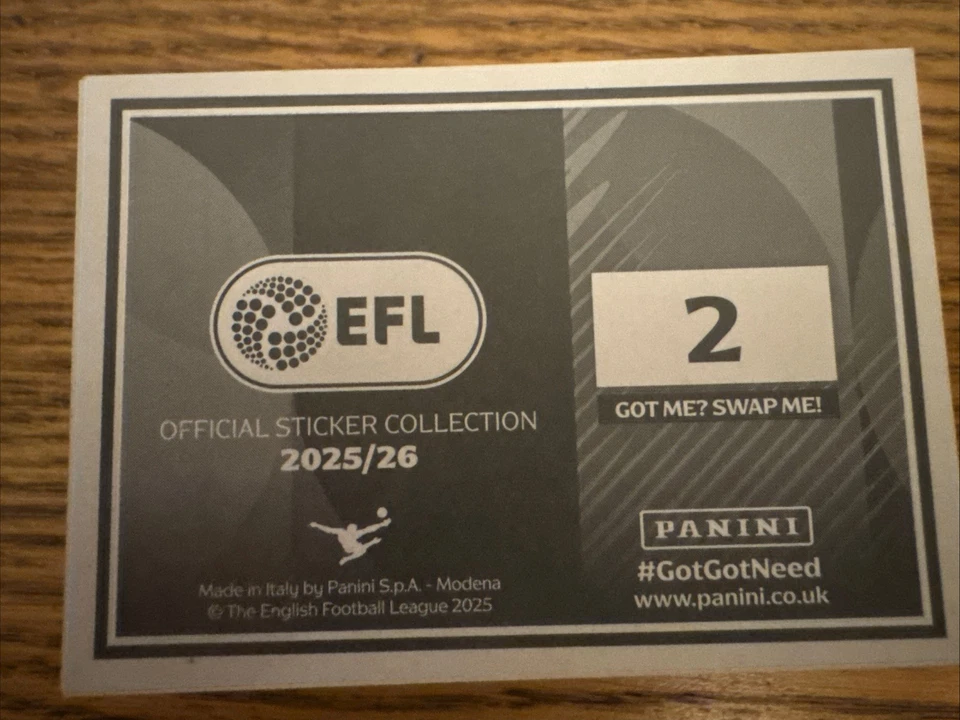 EFL
OFFICIAL STICKER COLLECTION
2025/26
Made in Italy by Panini S.p.A. - Modena
© The English Football League 2025
2
GOT ME? SWAP ME!
PANINI
#GotGotNeed
www.panini.co.uk